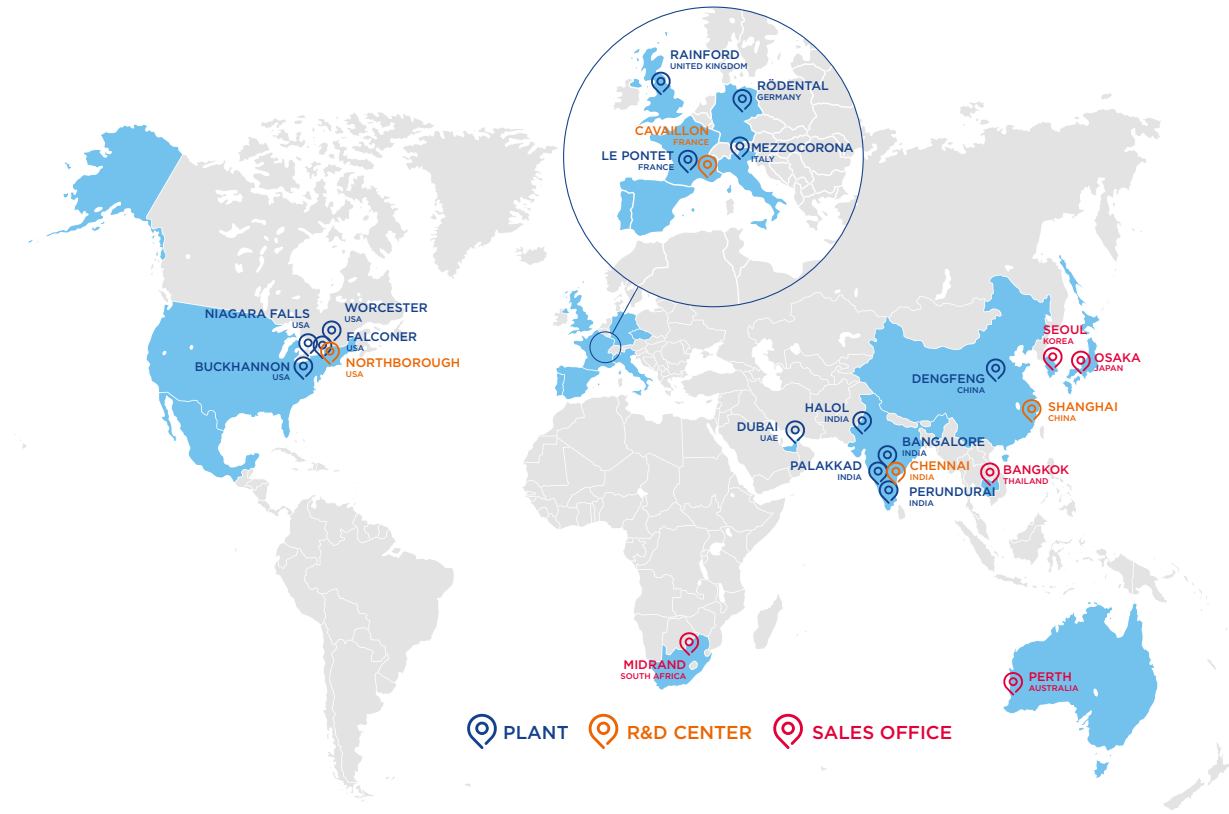 RAINFORD
UNITED KINGDOM
RÖDENTAL
GERMANY
CAVAILLON
FRANCE
LE PONTET
FRANCE
MEZZOCORONA
ITALY
NIAGARA FALLS
USA
WORCESTER
USA
FALCONER
USA
NORTHBOROUGH
USA
BUCKHANNON
USA
SEOUL
KOREA
OSAKA
JAPAN
DENGFENG
CHINA
SHANGHAI
CHINA
HALOL
INDIA
DUBAI
UAE
BANGALORE
INDIA
PALAKKAD
INDIA
CHENNAI
INDIA
PERUNDURAI
INDIA
BANGKOK
THAILAND
MIDRAND
SOUTH AFRICA
PERTH
AUSTRALIA
PLANT
R&D CENTER
SALES OFFICE